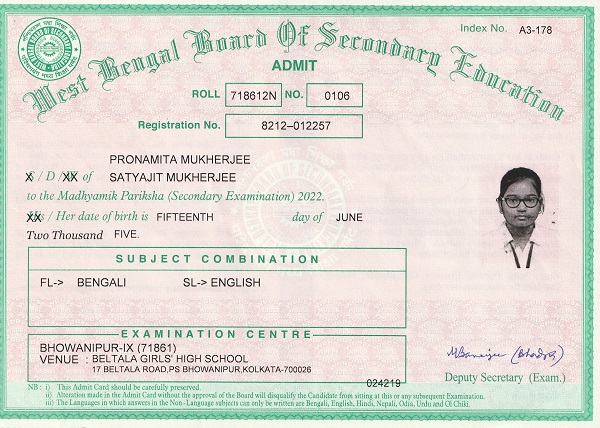 West Bengal Board Of Secondary Education
Index No. A3-178
ADMIT
ROLL 718612N NO. 0106
Registration No. 8212–012257
PRONAMITA MUKHERJEE
S / D / W of SATYAJIT MUKHERJEE
to the Madhyamik Pariksha (Secondary Examination) 2022.
His / Her date of birth is FIFTEENTH day of JUNE
Two Thousand FIVE.
SUBJECT COMBINATION
FL-> BENGALI SL-> ENGLISH
EXAMINATION CENTRE
BHOWANIPUR-IX (71861)
VENUE : BELTALA GIRLS' HIGH SCHOOL
17 BELTALA ROAD,PS BHOWANIPUR,KOLKATA-700026
024219
Deputy Secretary (Exam.)
NB : i) This Admit Card should be carefully preserved.
ii) Alteration made in the Admit Card without the approval of the Board will disqualify the Candidate from sitting at this or any subsequent Examination.
iii) The Languages in which answers in the Non-Language subjects can only be written are Bengali, English, Hindi, Nepali, Odia, Urdu and Ol Chiki.